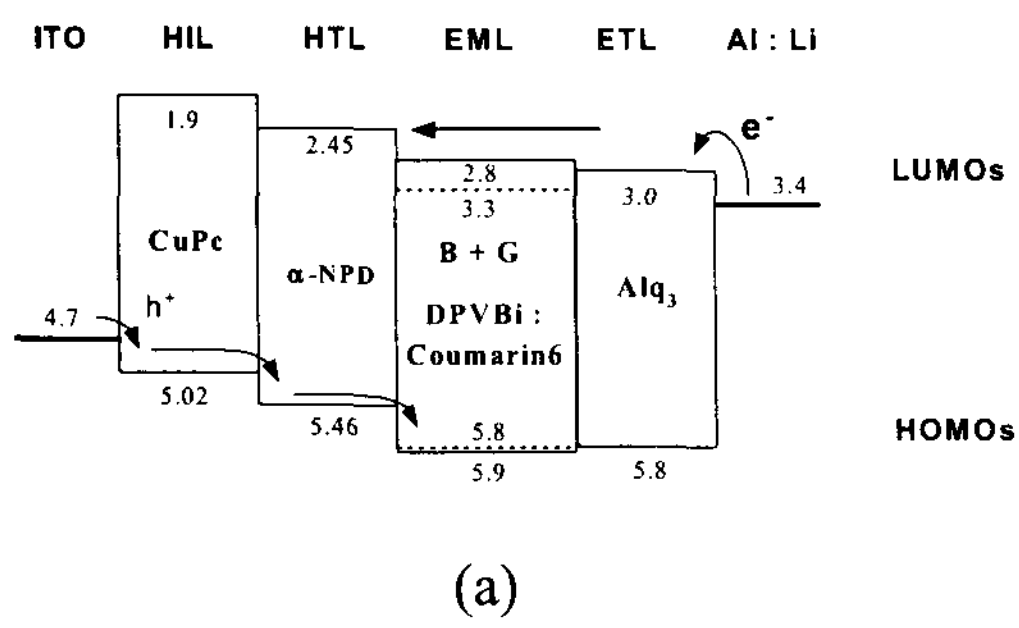 ITO HIL HTL EML ETL Al : Li
1.9
2.45
e-
LUMOs
2.8
3.0
3.4
3.3
CuPc
B + G
α-NPD
Alq3
h+
4.7
DPVBi :
Coumarin6
5.02
5.46
5.8
HOMOs
5.9
5.8
(a)